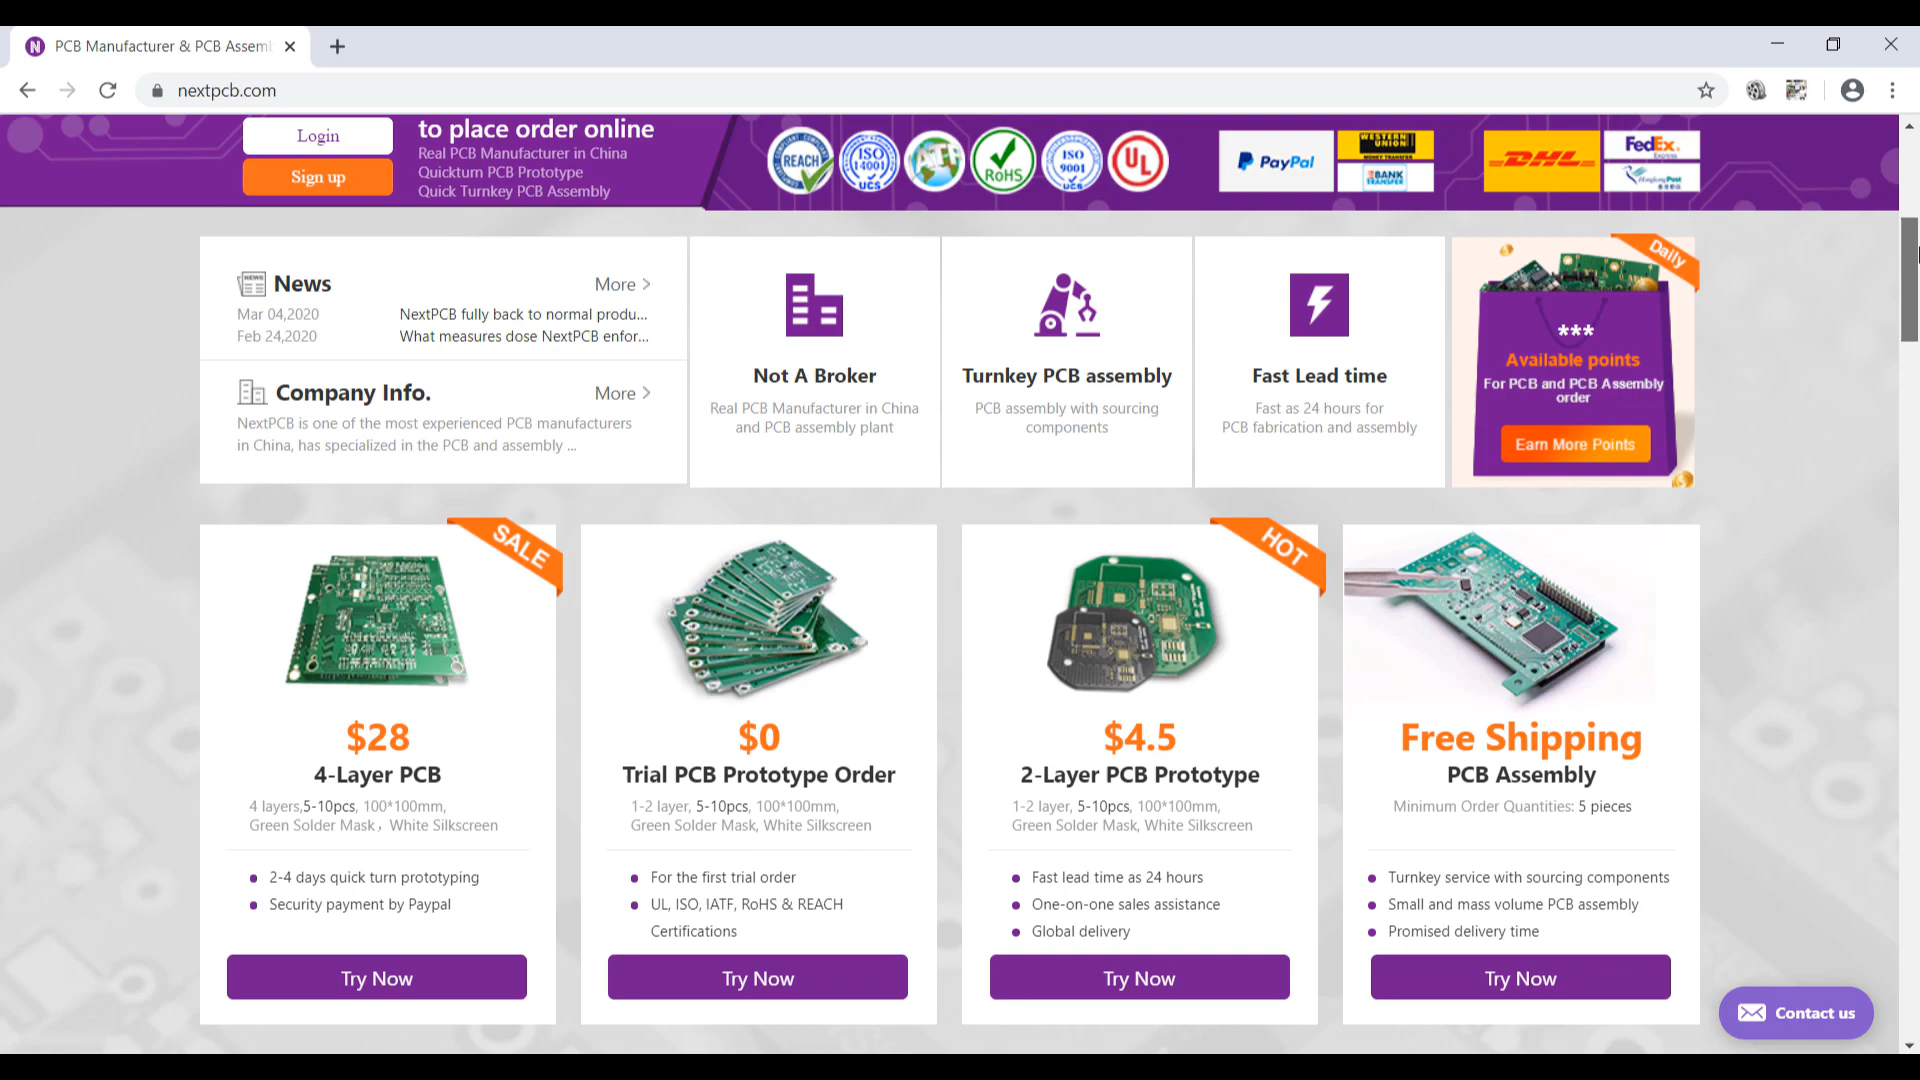 PCB Manufacturer & PCB Assemb
nextpcb.com
Login
Sign up
to place order online
Real PCB Manufacturer in China
Quickturn PCB Prototype
Quick Turnkey PCB Assembly
REACH
ISO
14001
UCS
IATF
RoHS
ISO
9001
UCS
UL
PayPal
WESTERN
UNION
MONEY TRANSFER
BANK
TRANSFER
DHL
FedEx
Express
HongkongPost
NEWS
News
More >
Mar 04,2020
NextPCB fully back to normal produ...
Feb 24,2020
What measures dose NextPCB enfor...
Company Info.
More >
NextPCB is one of the most experienced PCB manufacturers
in China, has specialized in the PCB and assembly ...
Not A Broker
Real PCB Manufacturer in China
and PCB assembly plant
Turnkey PCB assembly
PCB assembly with sourcing
components
Fast Lead time
Fast as 24 hours for
PCB fabrication and assembly
Daily
***
Available points
For PCB and PCB Assembly
order
Earn More Points
SALE
$28
4-Layer PCB
4 layers,5-10pcs, 100*100mm,
Green Solder Mask，White Silkscreen
• 2-4 days quick turn prototyping
• Security payment by Paypal
Try Now
$0
Trial PCB Prototype Order
1-2 layer, 5-10pcs, 100*100mm,
Green Solder Mask, White Silkscreen
• For the first trial order
• UL, ISO, IATF, RoHS & REACH
Certifications
Try Now
HOT
$4.5
2-Layer PCB Prototype
1-2 layer, 5-10pcs, 100*100mm,
Green Solder Mask, White Silkscreen
• Fast lead time as 24 hours
• One-on-one sales assistance
• Global delivery
Try Now
Free Shipping
PCB Assembly
Minimum Order Quantities: 5 pieces
• Turnkey service with sourcing components
• Small and mass volume PCB assembly
• Promised delivery time
Try Now
Contact us